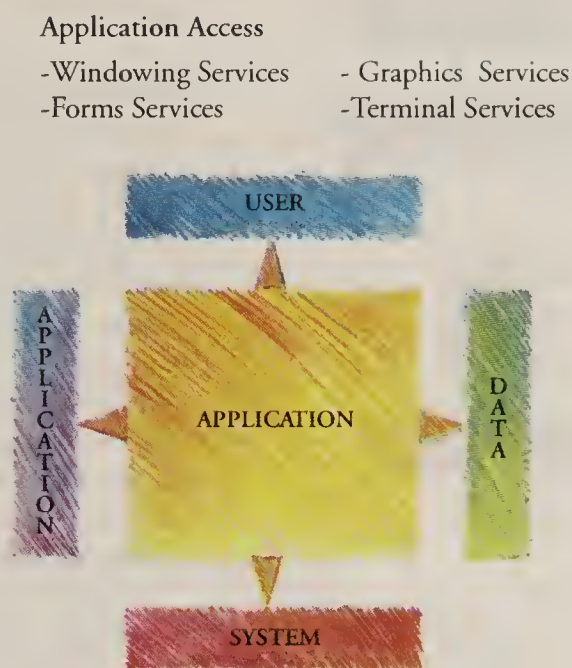 Application Access
-Windowing Services - Graphics Services
-Forms Services -Terminal Services
USER
APPLICATION
APPLICATION
DATA
SYSTEM